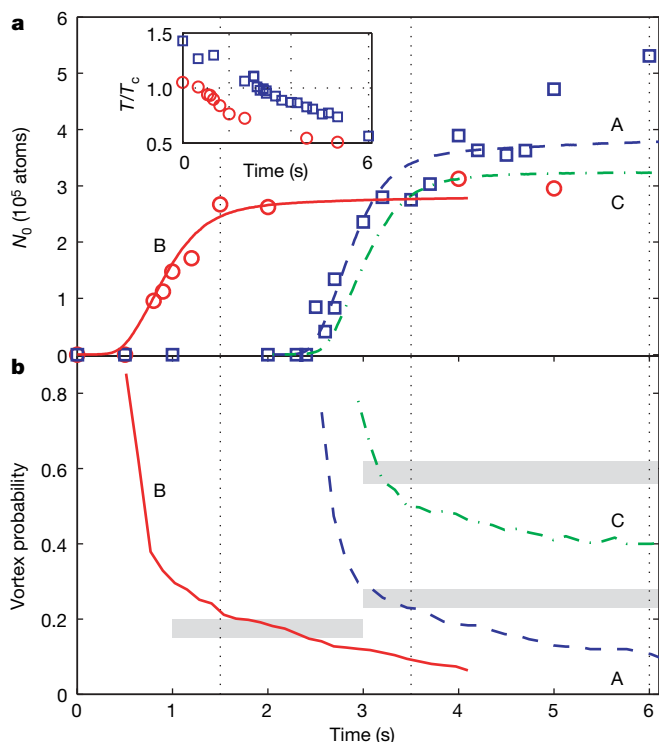 a
6
5
4
3
2
1
0
N₀ (10⁵ atoms)
1.5
1.0
0.5
T/Tc
0
6
Time (s)
A
B
C
b
0.8
0.6
0.4
0.2
0
Vortex probability
B
C
A
0 1 2 3 4 5 6
Time (s)